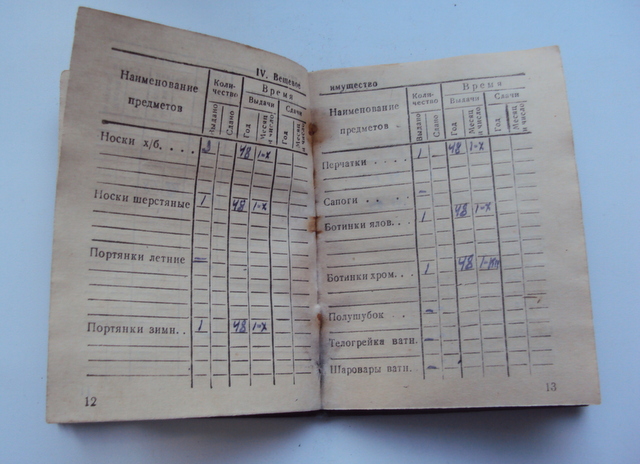 IV. Вещевое
Наименование предметов
Коли-
чество
Время
Выдано
Сдано
Выдачи
Сдачи
Год
Месяц и число
Год
Месяц и число
Носки х/б. . . . 3 - 48 1-X
Носки шерстяные 1 48 1-X
Портянки летние —
Портянки зимн. . 1 48 1-X
12
имущество
Наименование предметов
Коли-
чество
Время
Выдано
Сдано
Выдачи
Сдачи
Год
Месяц и число
Год
Месяц и число
Перчатки . . . . 1 48 1-X
Сапоги . . . —
Ботинки ялов. . 1 48 1-X
Ботинки хром. . . 1 48
Полушубок . . —
Телогрейка ватн. —
Шаровары ватн. —
13